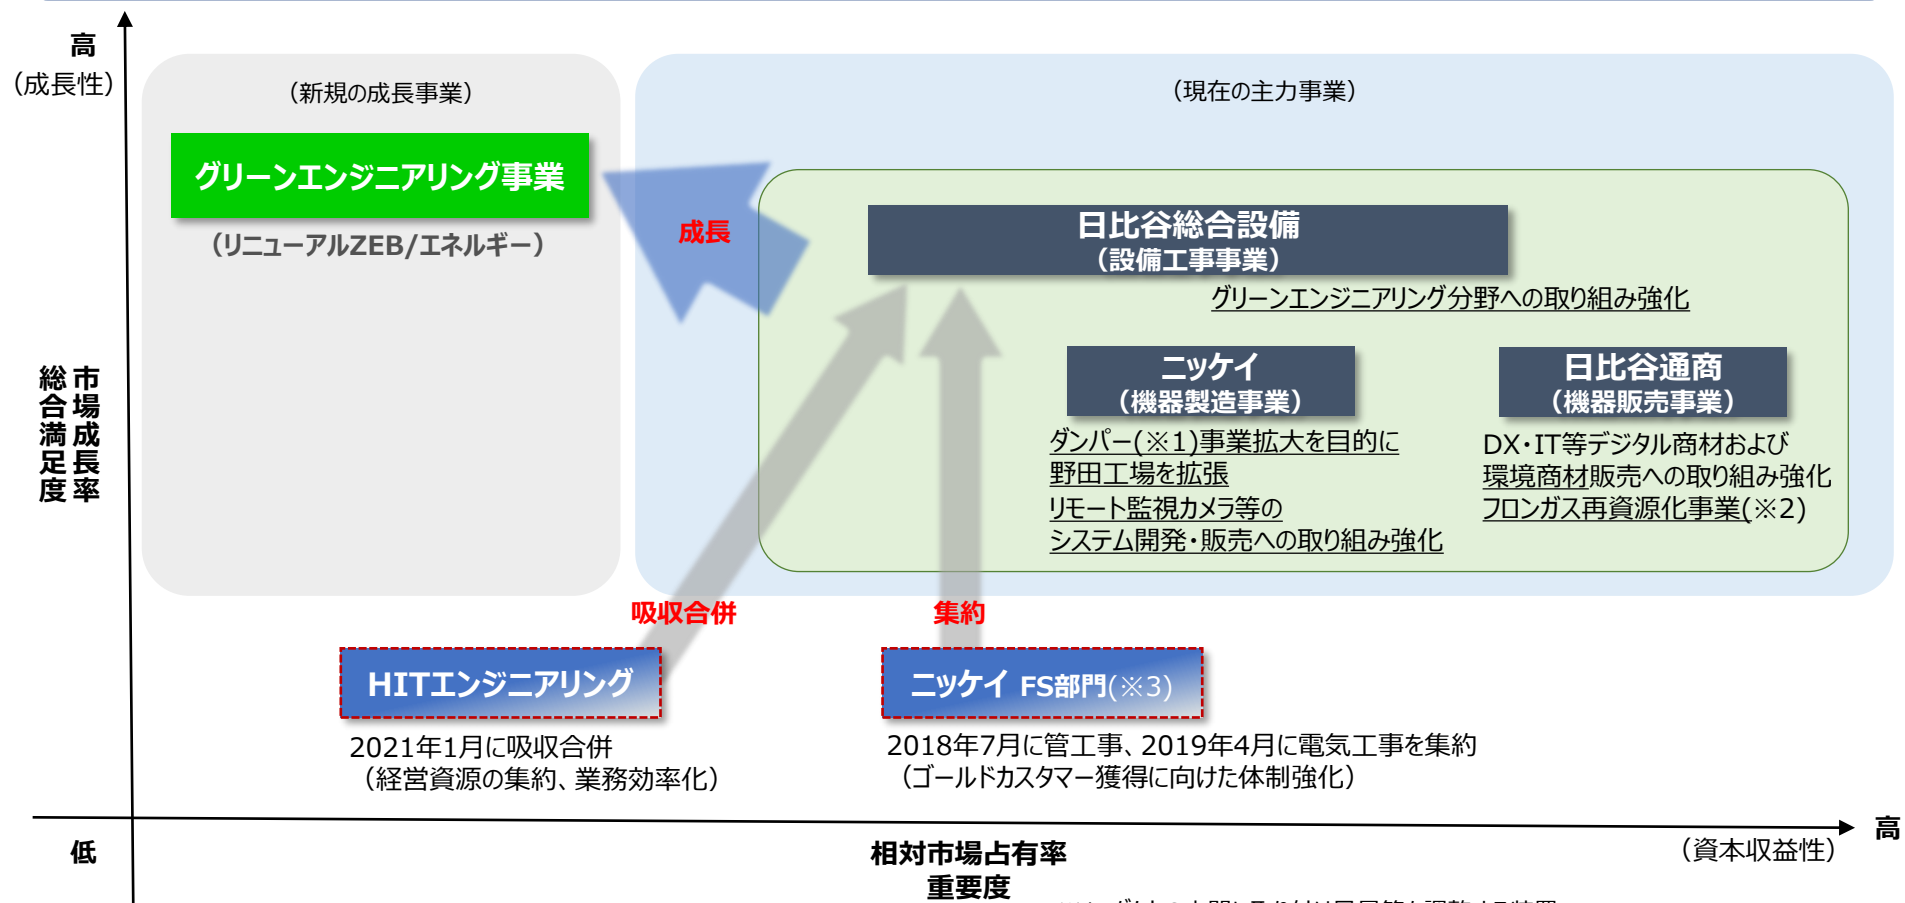 高
(成長性)
(新規の成長事業)
(現在の主力事業)
グリーンエンジニアリング事業
(リニューアルZEB/エネルギー)
成長
日比谷総合設備
(設備工事事業)
グリーンエンジニアリング分野への取り組み強化
市場成長率
総合満足度
ニッケイ
(機器製造事業)
ダンパー(※1)事業拡大を目的に
野田工場を拡張
リモート監視カメラ等の
システム開発・販売への取り組み強化
日比谷通商
(機器販売事業)
DX・IT等デジタル商材および
環境商材販売への取り組み強化
フロンガス再資源化事業(※2)
吸収合併
集約
HITエンジニアリング
2021年1月に吸収合併
(経営資源の集約、業務効率化)
ニッケイ FS部門(※3)
2018年7月に管工事、2019年4月に電気工事を集約
(ゴールドカスタマー獲得に向けた体制強化)
低
相対市場占有率
重要度
高
(資本収益性)